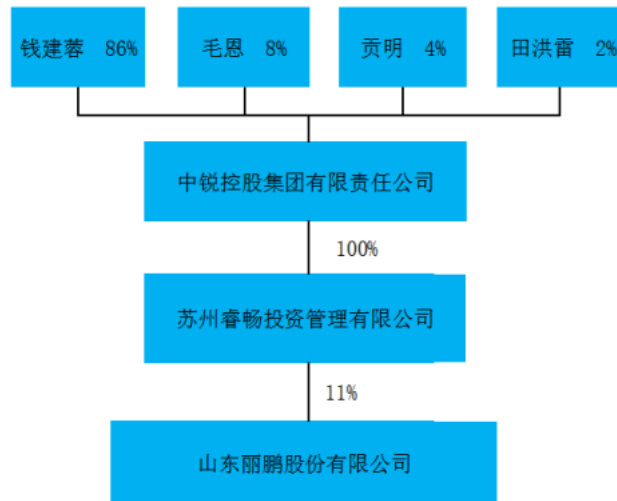 钱建蓉 86%
毛恩 8%
贡明 4%
田洪雷 2%
中锐控股集团有限责任公司
100%
苏州睿畅投资管理有限公司
11%
山东丽鹏股份有限公司